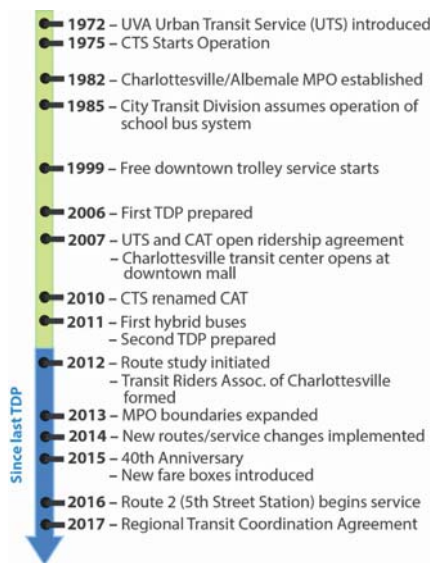 1972 – UVA Urban Transit Service (UTS) introduced
1975 – CTS Starts Operation
1982 – Charlottesville/Albemale MPO established
1985 – City Transit Division assumes operation of
school bus system
1999 – Free downtown trolley service starts
2006 – First TDP prepared
2007 – UTS and CAT open ridership agreement
– Charlottesville transit center opens at
downtown mall
2010 – CTS renamed CAT
2011 – First hybrid buses
– Second TDP prepared
2012 – Route study initiated
– Transit Riders Assoc. of Charlottesville
formed
2013 – MPO boundaries expanded
2014 – New routes/service changes implemented
2015 – 40th Anniversary
– New fare boxes introduced
2016 – Route 2 (5th Street Station) begins service
2017 – Regional Transit Coordination Agreement
Since last TDP